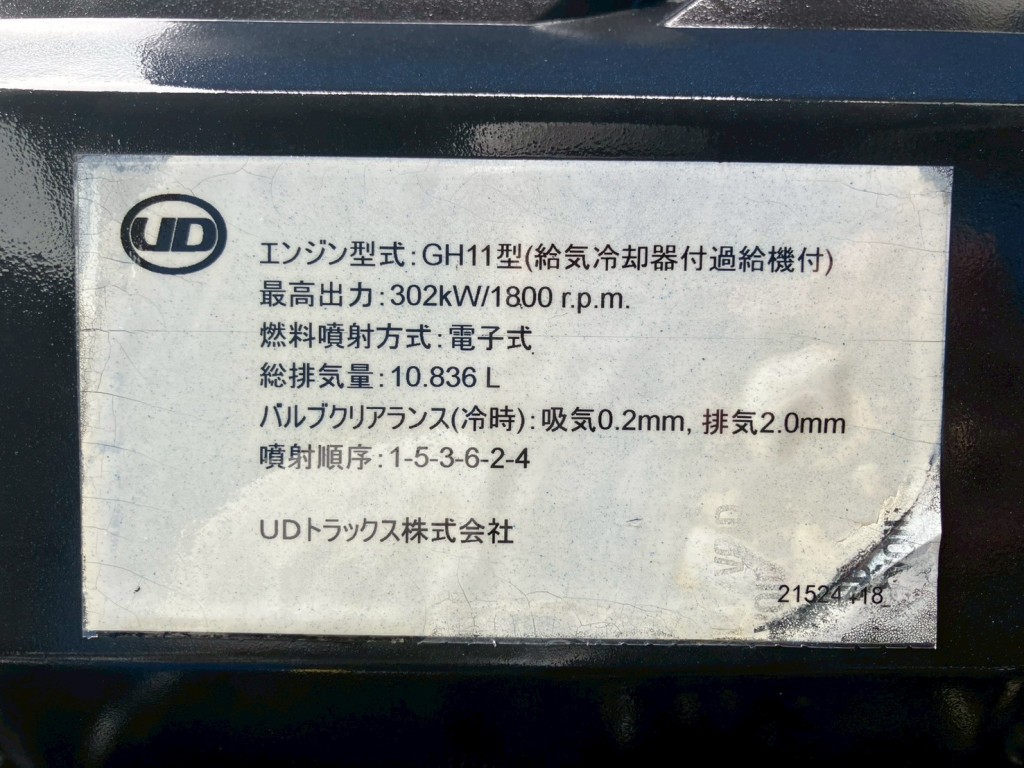 UD
エンジン型式:GH11型(給気冷却器付過給機付)
最高出力:302kW/1800 r.p.m.
燃料噴射方式:電子式
総排気量:10.836 L
バルブクリアランス(冷時):吸気0.2mm, 排気2.0mm
噴射順序:1-5-3-6-2-4
UDトラックス株式会社